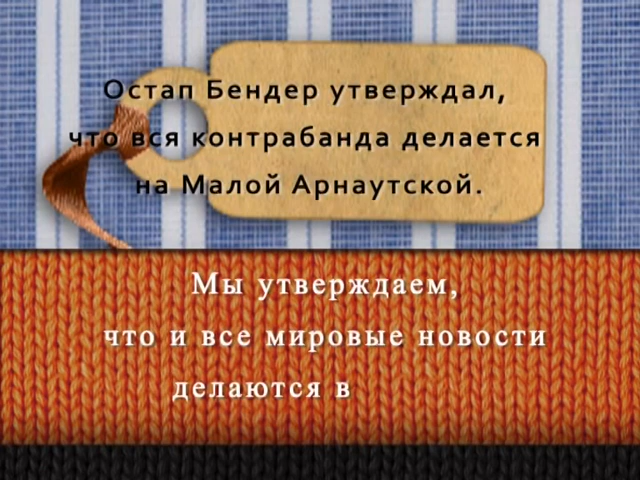 Остап Бендер утверждал,
что вся контрабанда делается
на Малой Арнаутской.
Мы утверждаем,
что и все мировые новости
делаются в